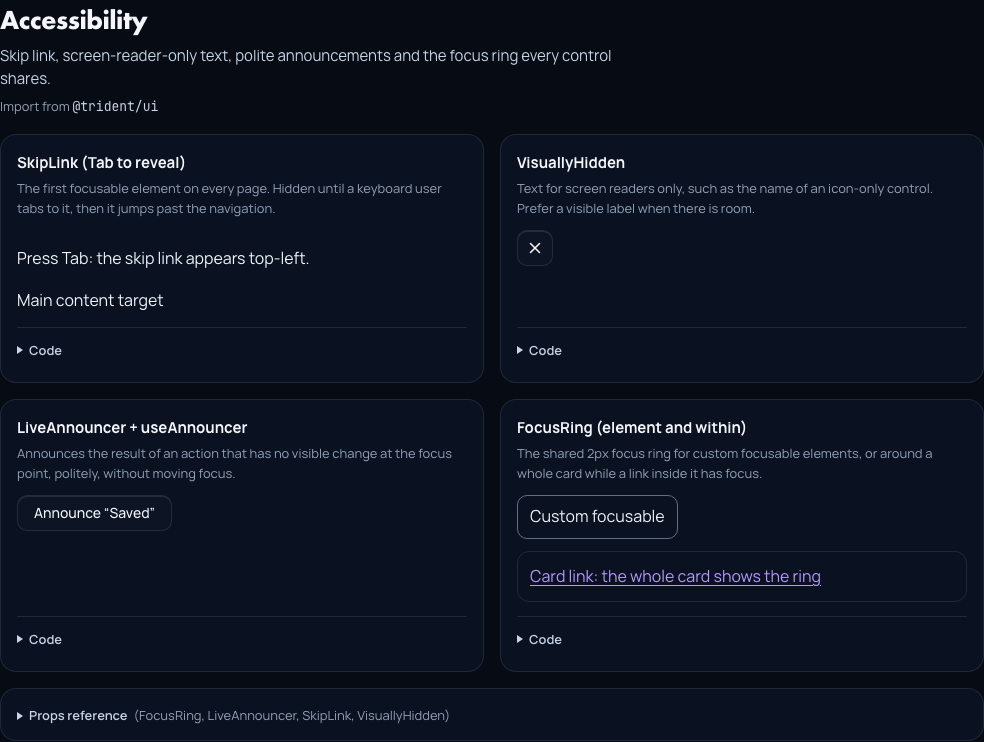 Accessibility
Skip link, screen-reader-only text, polite announcements and the focus ring every control
shares.
Import from @trident/ui
SkipLink (Tab to reveal)
The first focusable element on every page. Hidden until a keyboard user
tabs to it, then it jumps past the navigation.
Press Tab: the skip link appears top-left.
Main content target
Code
VisuallyHidden
Text for screen readers only, such as the name of an icon-only control.
Prefer a visible label when there is room.
Code
LiveAnnouncer + useAnnouncer
Announces the result of an action that has no visible change at the focus
point, politely, without moving focus.
Announce “Saved”
Code
FocusRing (element and within)
The shared 2px focus ring for custom focusable elements, or around a
whole card while a link inside it has focus.
Custom focusable
Card link: the whole card shows the ring
Code
Props reference (FocusRing, LiveAnnouncer, SkipLink, VisuallyHidden)